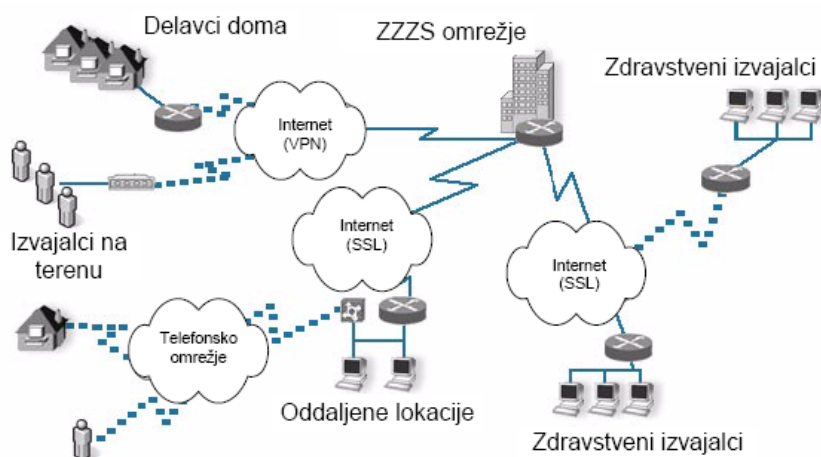 Delavci doma
ZZZS omrežje
Zdravstveni izvajalci
Internet
(VPN)
Izvajalci na
terenu
Internet
(SSL)
Internet
(SSL)
Telefonsko
omrežje
Oddaljene lokacije
Zdravstveni izvajalci